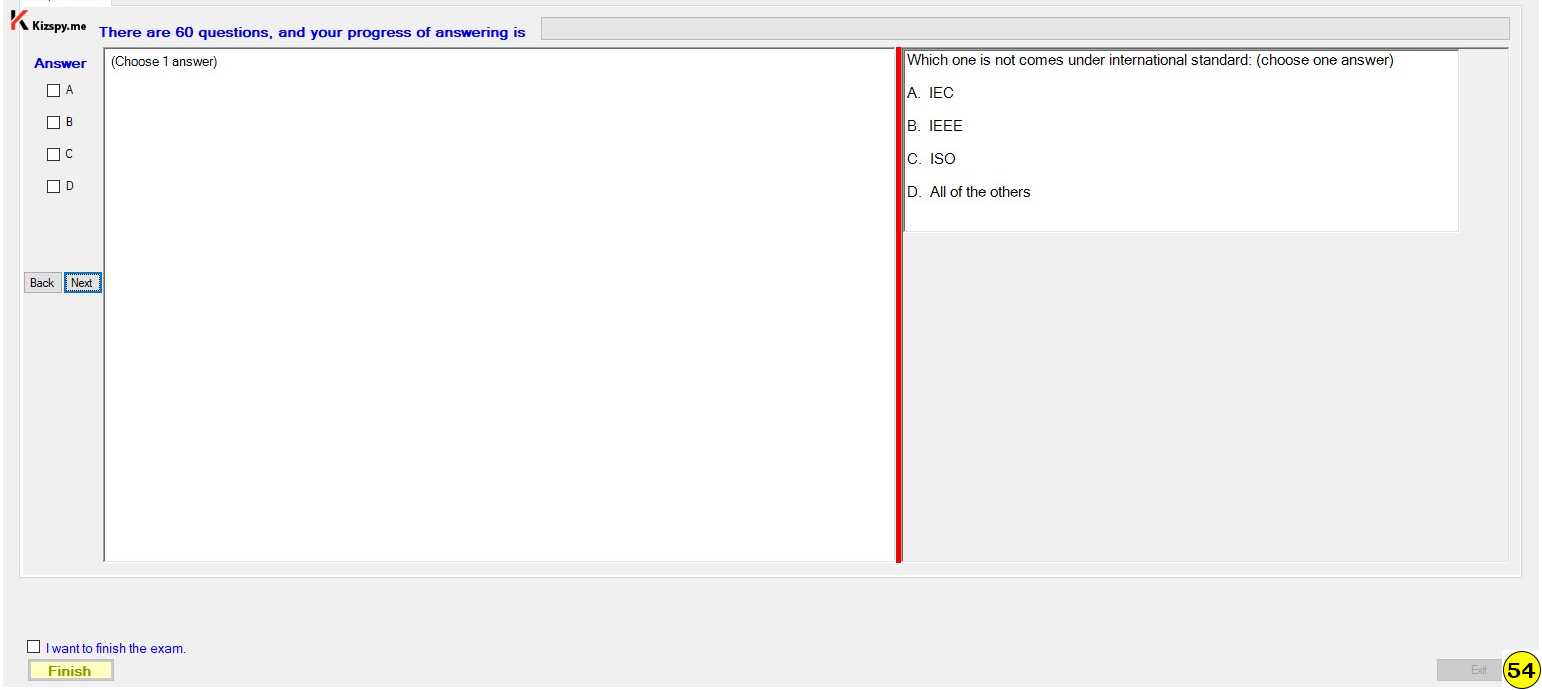 Kizspy.me
There are 60 questions, and your progress of answering is
Answer
(Choose 1 answer)
A
B
C
D
Back
Next
Which one is not comes under international standard: (choose one answer)
A. IEC
B. IEEE
C. ISO
D. All of the others
I want to finish the exam.
Finish
Exit
54